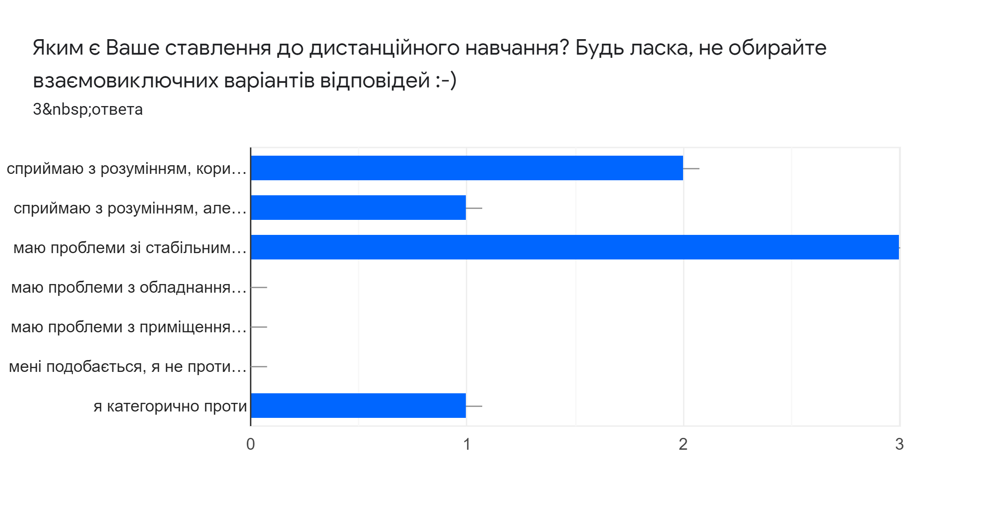 Яким є Ваше ставлення до дистанційного навчання? Будь ласка, не обирайте
взаємовиключних варіантів відповідей :-)
3&nbsp;ответа
сприймаю з розумінням, кори…
сприймаю з розумінням, але…
маю проблеми зі стабільним…
маю проблеми з обладнання…
маю проблеми з приміщення…
мені подобається, я не проти…
я категорично проти
0 1 2 3